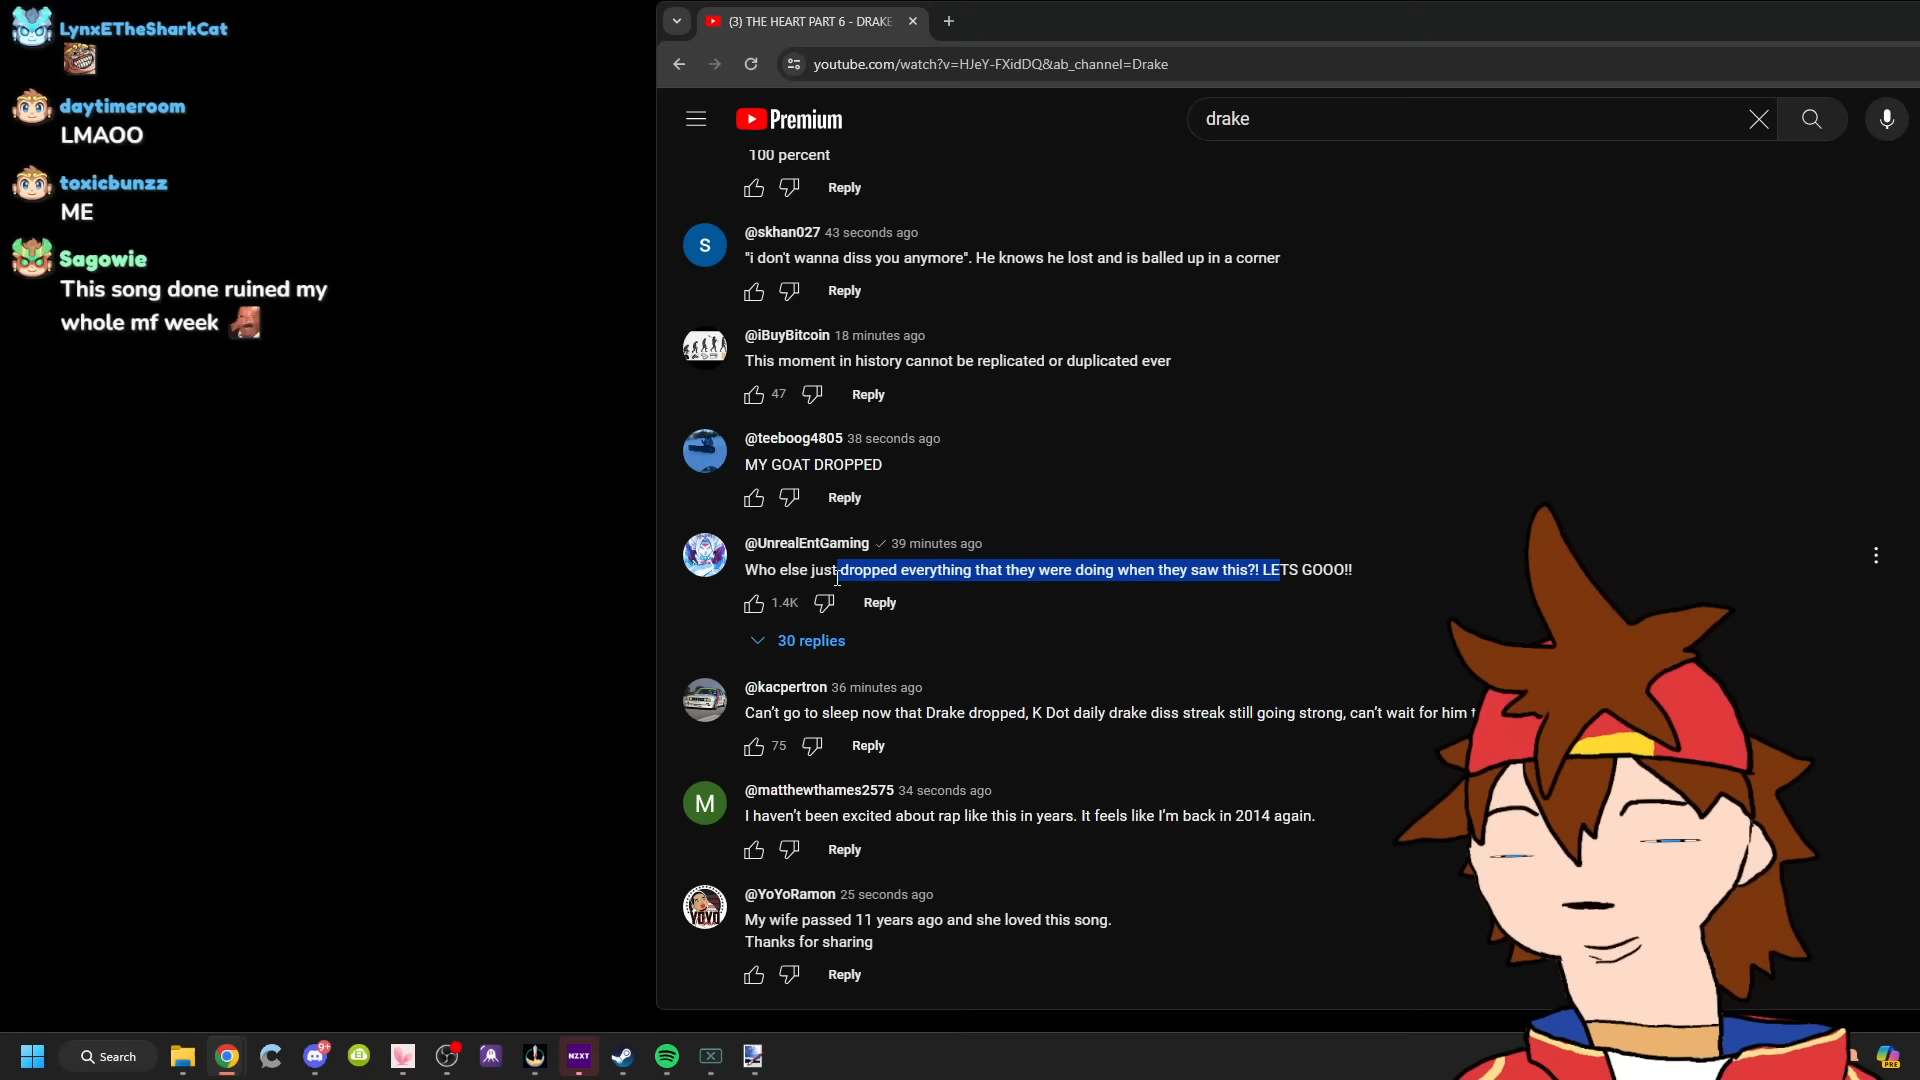 LynxETheSharkCat
daytimeroom
LMAOO
toxicbunzz
ME
Sagowie
This song done ruined my
whole mf week
(3) THE HEART PART 6 - DRAKE
youtube.com/watch?v=HJeY-FXidDQ&ab_channel=Drake
Premium
drake
100 percent
Reply
S
@skhan027 43 seconds ago
"i don't wanna diss you anymore". He knows he lost and is balled up in a corner
Reply
@iBuyBitcoin 18 minutes ago
This moment in history cannot be replicated or duplicated ever
47 Reply
@teeboog4805 38 seconds ago
MY GOAT DROPPED
Reply
@UnrealEntGaming 39 minutes ago
Who else just dropped everything that they were doing when they saw this?! LETS GOOO!!
1.4K Reply
30 replies
@kacpertron 36 minutes ago
Can't go to sleep now that Drake dropped, K Dot daily drake diss streak still going strong, can't wait for him
75 Reply
M
@matthewthames2575 34 seconds ago
I haven't been excited about rap like this in years. It feels like I'm back in 2014 again.
Reply
YOYO
@YoYoRamon 25 seconds ago
My wife passed 11 years ago and she loved this song.
Thanks for sharing
Reply
Search
9+
NZXT
PRE